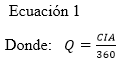 Ecuación 1
Donde: Q = CIA/360